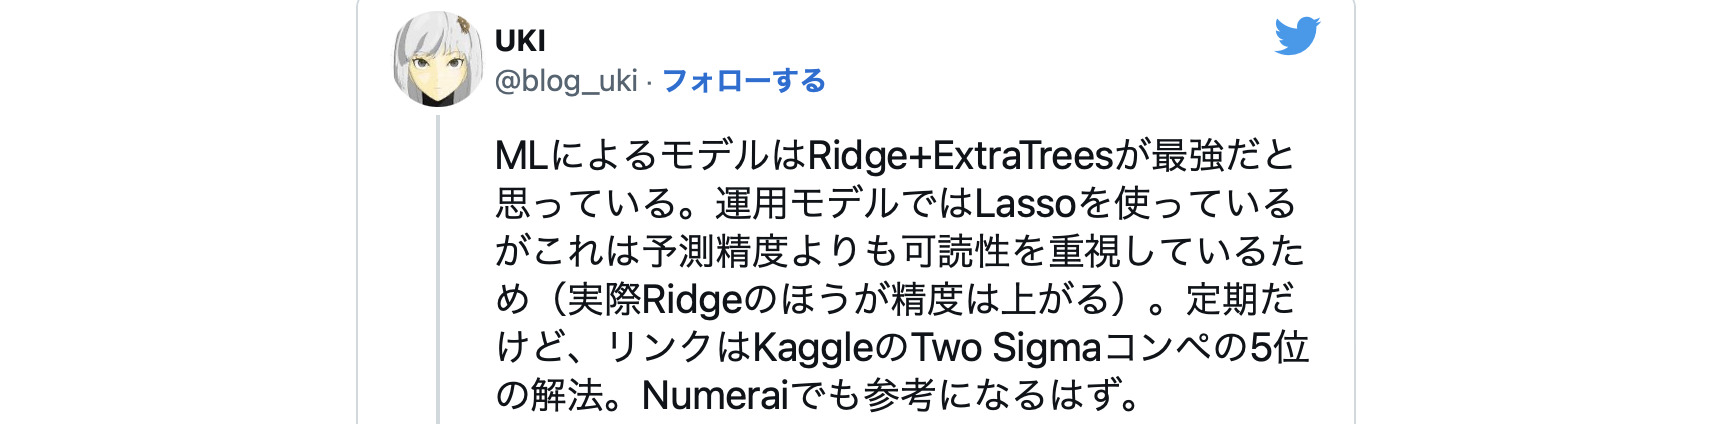 UKI
@blog_uki · フォローする
MLによるモデルはRidge+ExtraTreesが最強だと
思っている。運用モデルではLassoを使っている
がこれは予測精度よりも可読性を重視しているた
め（実際Ridgeのほうが精度は上がる）。定期だ
けど、リンクはKaggleのTwo Sigmaコンペの5位
の解法。Numeraiでも参考になるはず。